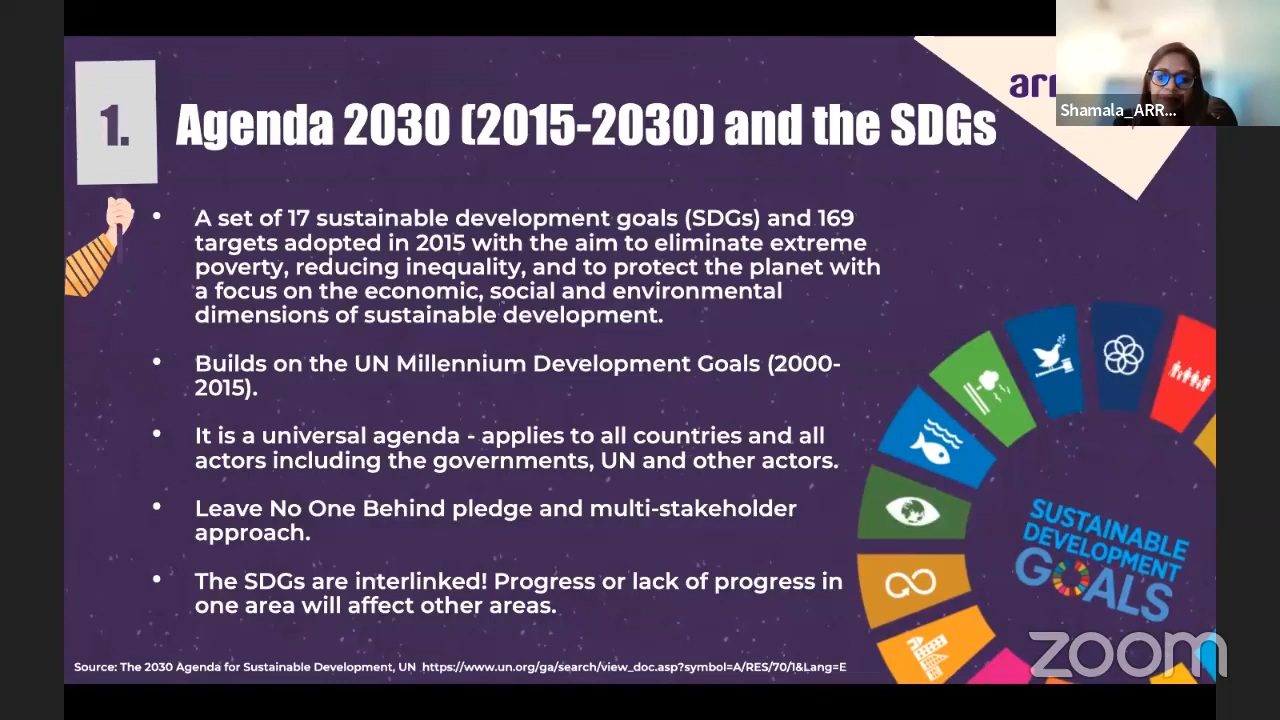 1.
Agenda 2030 (2015-2030) and the SDGs
arr
Shamala_ARR...
• A set of 17 sustainable development goals (SDGs) and 169
targets adopted in 2015 with the aim to eliminate extreme
poverty, reducing inequality, and to protect the planet with
a focus on the economic, social and environmental
dimensions of sustainable development.
• Builds on the UN Millennium Development Goals (2000-
2015).
• It is a universal agenda - applies to all countries and all
actors including the governments, UN and other actors.
• Leave No One Behind pledge and multi-stakeholder
approach.
• The SDGs are interlinked! Progress or lack of progress in
one area will affect other areas.
SUSTAINABLE
DEVELOPMENT
GOALS
zoom
Source: The 2030 Agenda for Sustainable Development, UN https://www.un.org/ga/search/view_doc.asp?symbol=A/RES/70/1&Lang=E